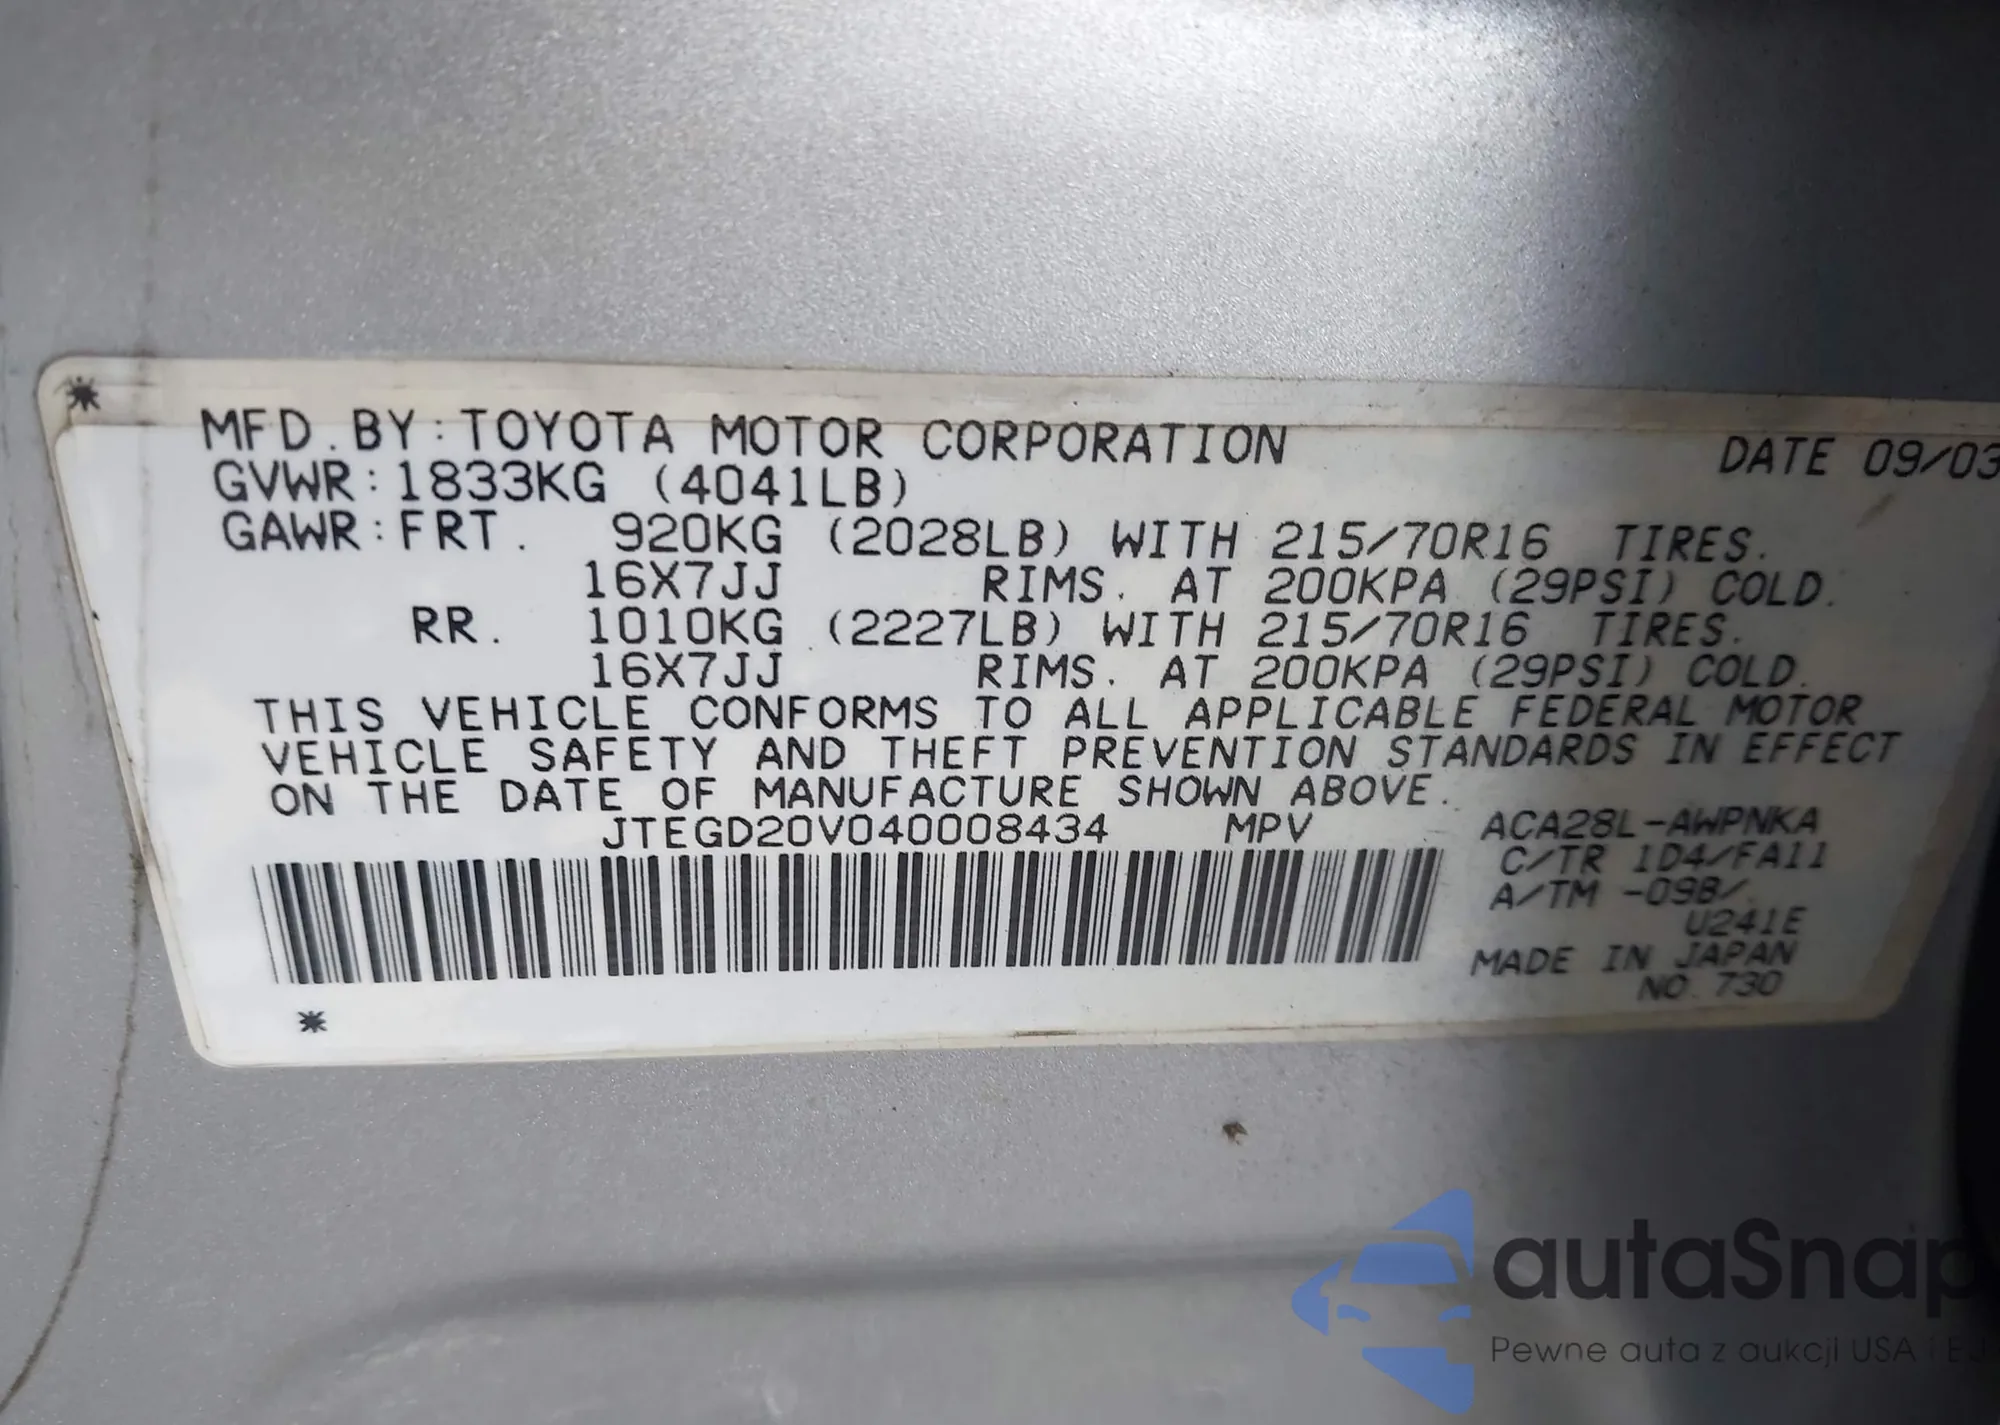 MFD.BY:TOYOTA MOTOR CORPORATION DATE 09/03
GVWR:1833KG (4041LB)
GAWR:FRT. 920KG (2028LB) WITH 215/70R16 TIRES.
16X7JJ RIMS. AT 200KPA (29PSI) COLD.
RR. 1010KG (2227LB) WITH 215/70R16 TIRES.
16X7JJ RIMS. AT 200KPA (29PSI) COLD.
THIS VEHICLE CONFORMS TO ALL APPLICABLE FEDERAL MOTOR
VEHICLE SAFETY AND THEFT PREVENTION STANDARDS IN EFFECT
ON THE DATE OF MANUFACTURE SHOWN ABOVE.
JTEGD20V040008434 MPV ACA28L-AWPNKA
C/TR 1D4/FA11
A/TM -09B/
U241E
MADE IN JAPAN
NO.730
autaSnap
Pewne auta z aukcji USA i EU